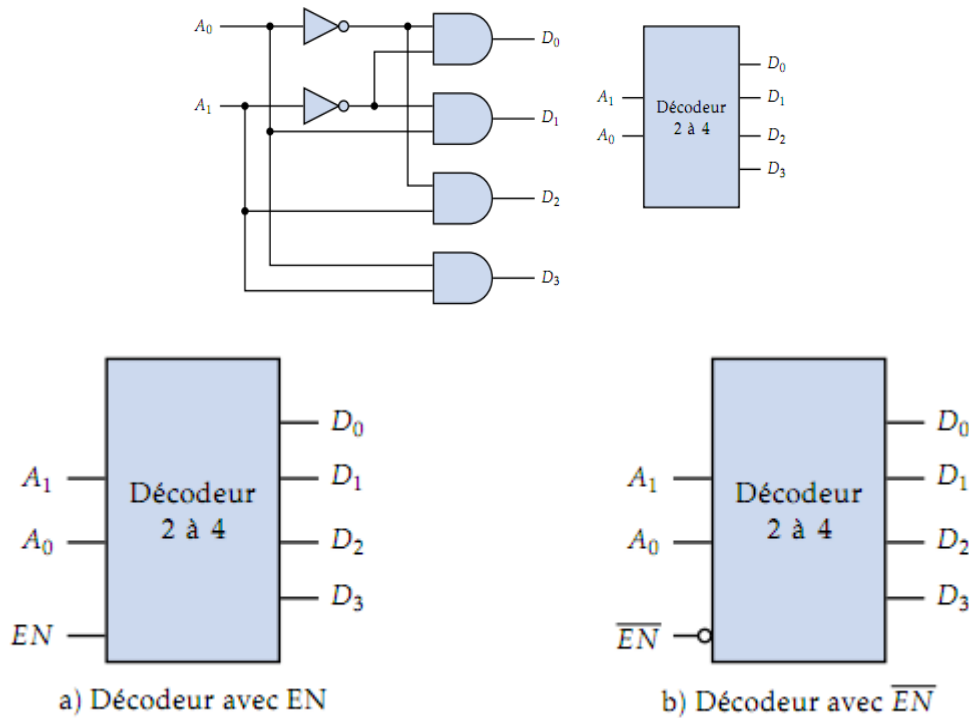 A₀
D₀
A₁
D₁
D₂
D₃
A₁
A₀
Décodeur
2 à 4
D₀
D₁
D₂
D₃
A₁
A₀
EN
Décodeur
2 à 4
D₀
D₁
D₂
D₃
a) Décodeur avec EN
A₁
A₀
E̅N̅
Décodeur
2 à 4
D₀
D₁
D₂
D₃
b) Décodeur avec E̅N̅